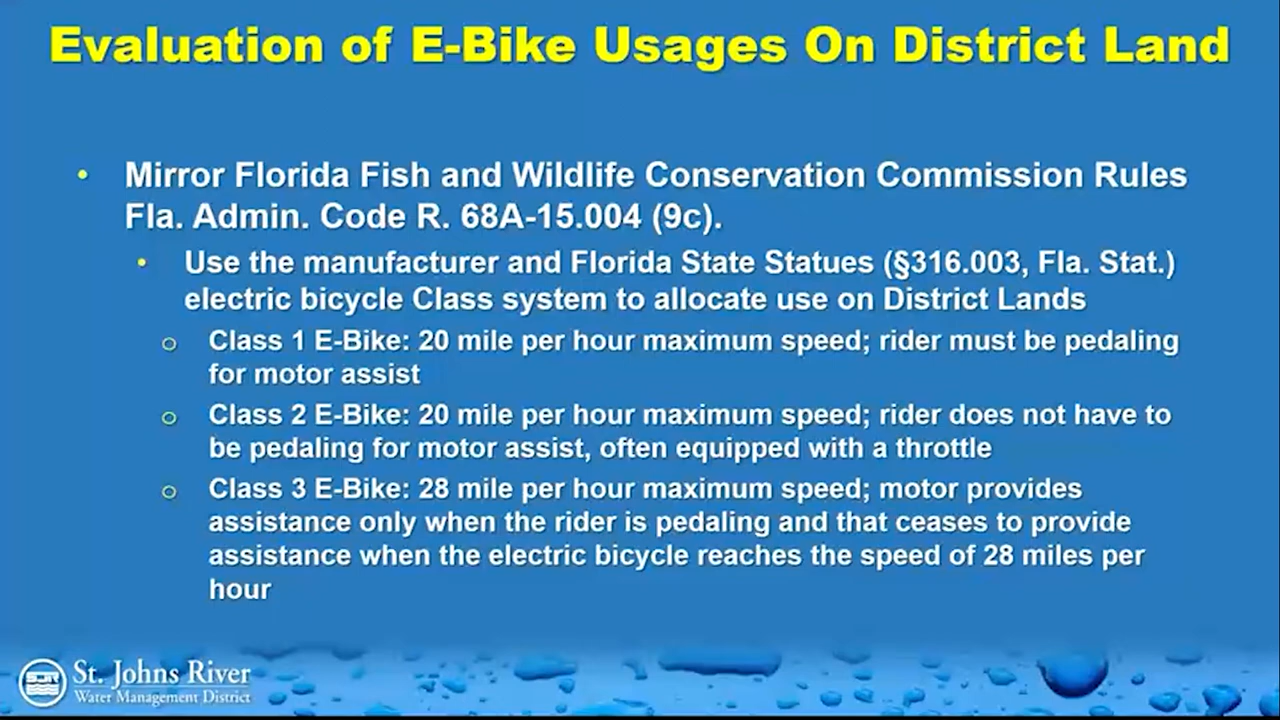 Evaluation of E-Bike Usages On District Land
• Mirror Florida Fish and Wildlife Conservation Commission Rules
Fla. Admin. Code R. 68A-15.004 (9c).
• Use the manufacturer and Florida State Statues (§316.003, Fla. Stat.)
electric bicycle Class system to allocate use on District Lands
o Class 1 E-Bike: 20 mile per hour maximum speed; rider must be pedaling
for motor assist
o Class 2 E-Bike: 20 mile per hour maximum speed; rider does not have to
be pedaling for motor assist, often equipped with a throttle
o Class 3 E-Bike: 28 mile per hour maximum speed; motor provides
assistance only when the rider is pedaling and that ceases to provide
assistance when the electric bicycle reaches the speed of 28 miles per
hour
St. Johns River
Water Management District